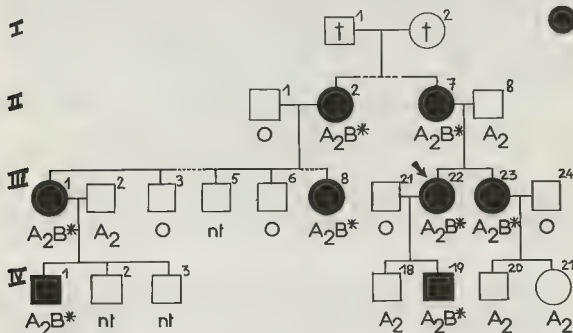 I
† 1 † 2
II
1 2 7 8
O A₂B* A₂B* A₂
III
1 2 3 5 6 8 21 22 23 24
A₂B* A₂ O nt O A₂B* O A₂B* A₂B* O
IV
1 2 3 18 19 20 21
A₂B* nt nt A₂ A₂B* A₂ A₂